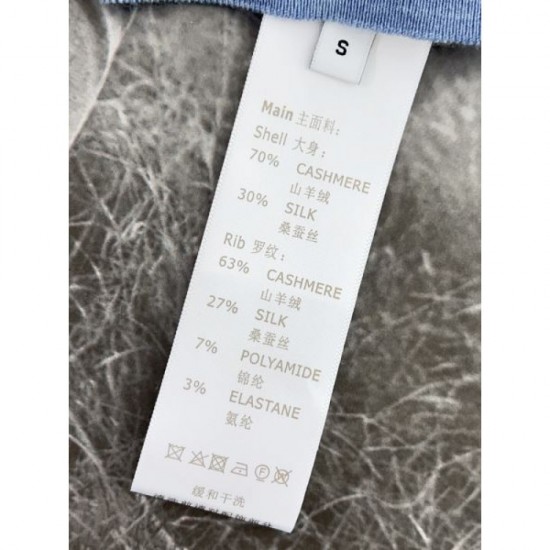 S
Main 主面料:
Shell 大身:
70% CASHMERE
山羊绒
30% SILK
桑蚕丝
Rib 罗纹:
63% CASHMERE
山羊绒
27% SILK
桑蚕丝
7% POLYAMIDE
锦纶
3% ELASTANE
氨纶
缓和干洗